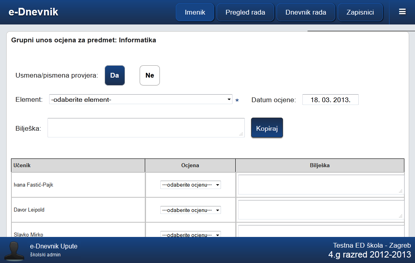 e-Dnevnik
Imenik Pregled rada Dnevnik rada Zapisnici
Grupni unos ocjena za predmet: Informatika
Usmena/pismena provjera: Da Ne
Element: -odaberite element- * Datum ocjene: 18. 03. 2013.
Bilješka: Kopiraj
Učenik Ocjena Bilješka
Ivana Fastić-Pajk ---odaberite ocjenu---
Davor Leipold ---odaberite ocjenu---
Slavko Mirko ---odaberite ocjenu---
e-Dnevnik Upute
školski admin
Testna ED škola - Zagreb
4.g razred 2012-2013